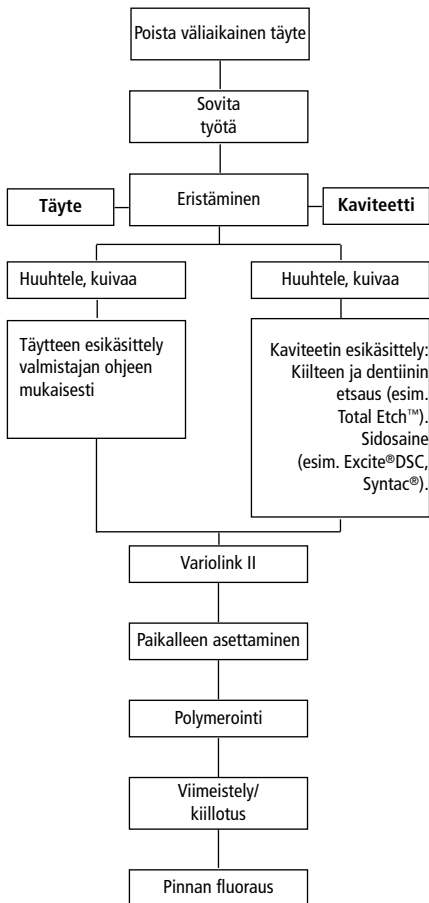 Poista väliaikainen täyte
Sovita
työtä
Täyte
Eristäminen
Kaviteetti
Huuhtele, kuivaa
Huuhtele, kuivaa
Täytteen esikäsittely
valmistajan ohjeen
mukaisesti
Kaviteetin esikäsittely:
Kiilteen ja dentiinin
etsaus (esim.
Total Etch™).
Sidosaine
(esim. Excite®DSC,
Syntac®).
Variolink II
Paikalleen asettaminen
Polymerointi
Viimeistely/
kiillotus
Pinnan fluoraus